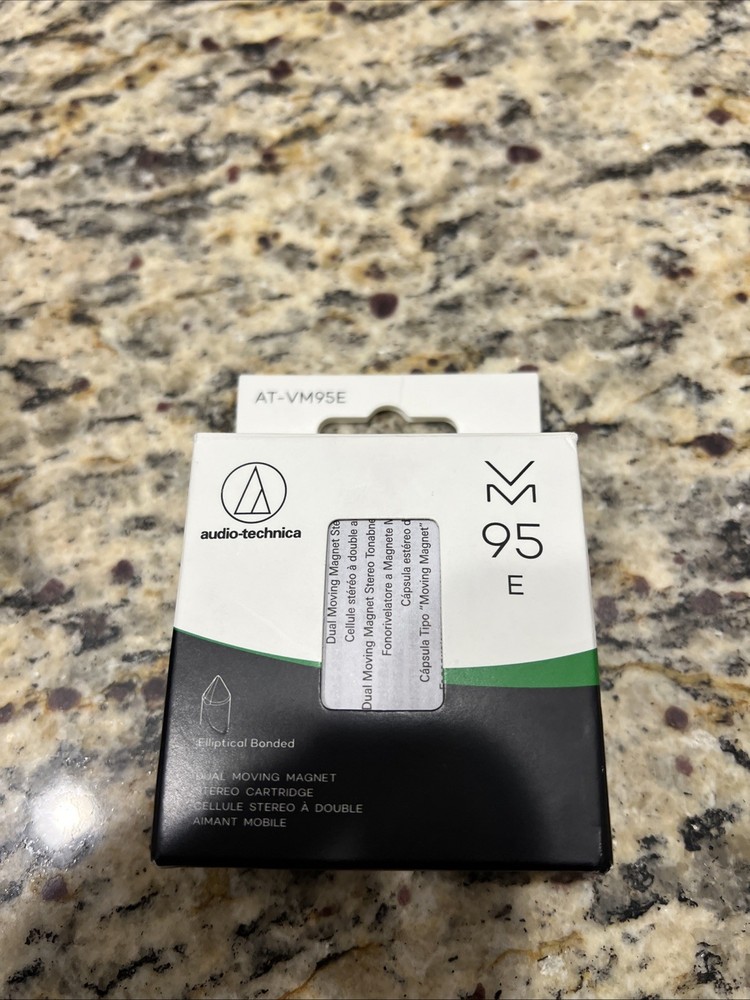 AT-VM95E
audio-technica
VM
95
E
Dual Moving Magnet Ste
Cellule stéréo à double a
Dual Moving Magnet Stereo Tonabne
Fonorivelatore a Magnete M
Cápsula estéreo d
Cápsula Tipo "Moving Magnet"
Elliptical Bonded
DUAL MOVING MAGNET
STEREO CARTRIDGE
CELLULE STEREO À DOUBLE
AIMANT MOBILE